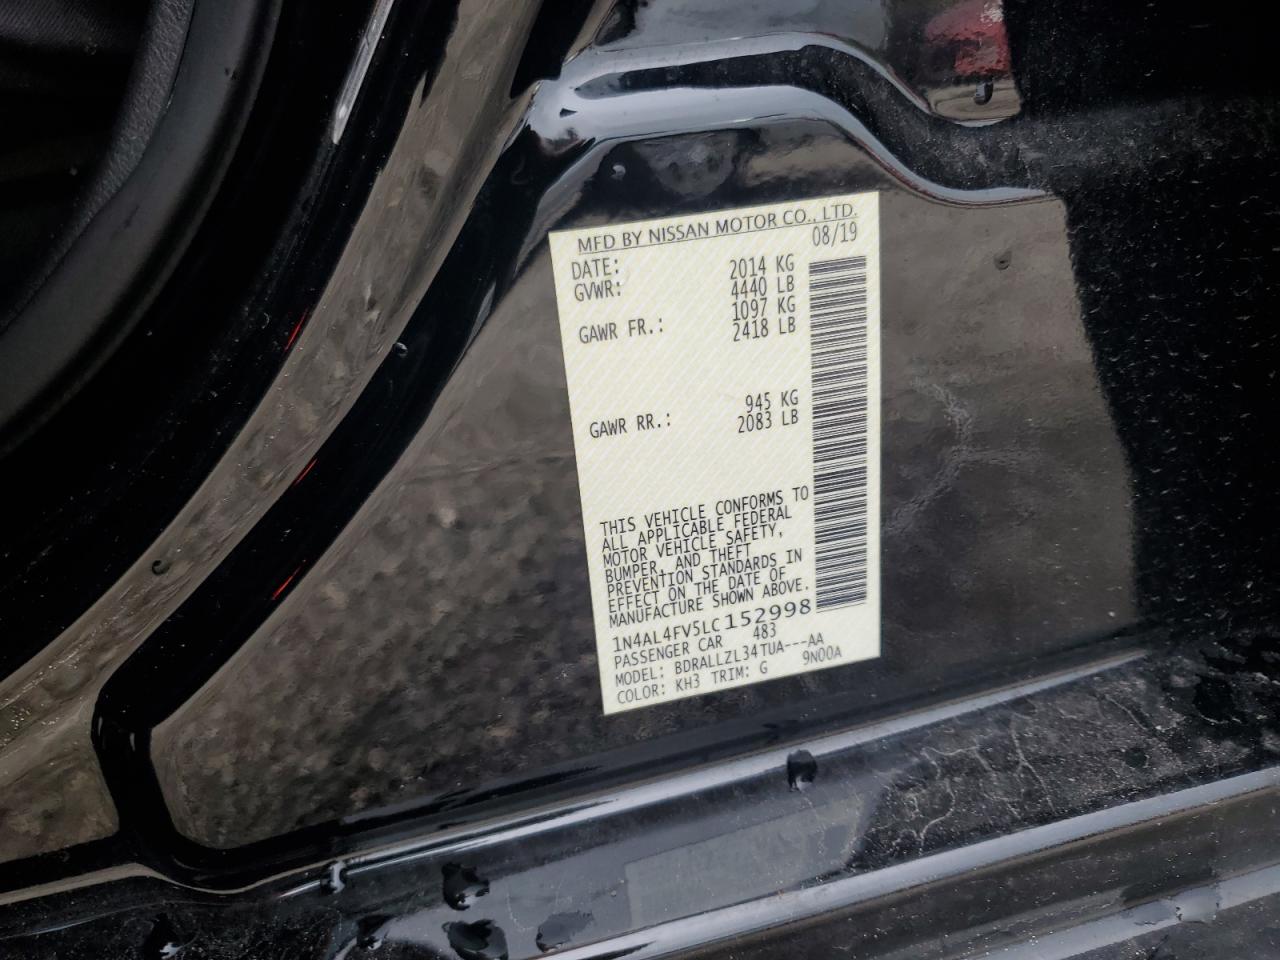 MFD BY NISSAN MOTOR CO., LTD.
DATE: 08/19
GVWR: 2014 KG
4440 LB
GAWR FR.: 1097 KG
2418 LB
GAWR RR.: 945 KG
2083 LB
THIS VEHICLE CONFORMS TO
ALL APPLICABLE FEDERAL
MOTOR VEHICLE SAFETY,
BUMPER, AND THEFT
PREVENTION STANDARDS IN
EFFECT ON THE DATE OF
MANUFACTURE SHOWN ABOVE.
1N4AL4FV5LC152998
PASSENGER CAR 483
MODEL: BDRALLZL34TUA---AA
COLOR: KH3 TRIM: G 9N00A